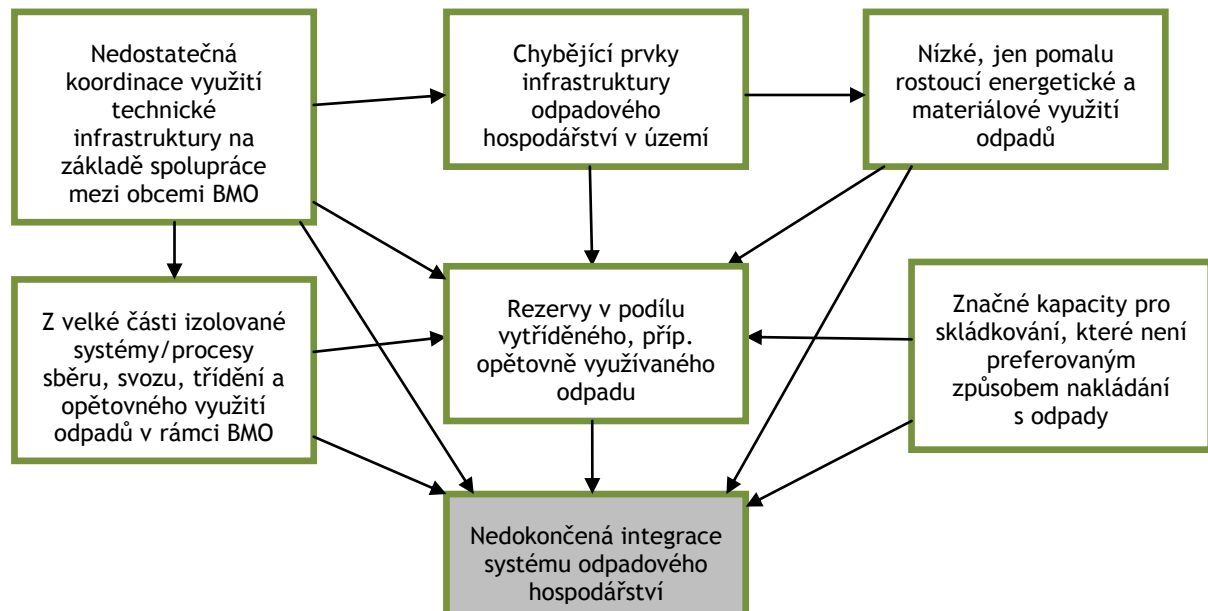 Nedostatečná
koordinace využití
technické
infrastruktury na
základě spolupráce
mezi obcemi BMO
Chybějící prvky
infrastruktury
odpadového
hospodářství v území
Nízké, jen pomalu
rostoucí energetické a
materiálové využití
odpadů
Z velké části izolované
systémy/procesy
sběru, svozu, třídění a
opětovného využití
odpadů v rámci BMO
Rezervy v podílu
vytříděného, příp.
opětovně využívaného
odpadu
Značné kapacity pro
skládkování, které není
preferovaným
způsobem nakládání
s odpady
Nedokončená integrace
systému odpadového
hospodářství